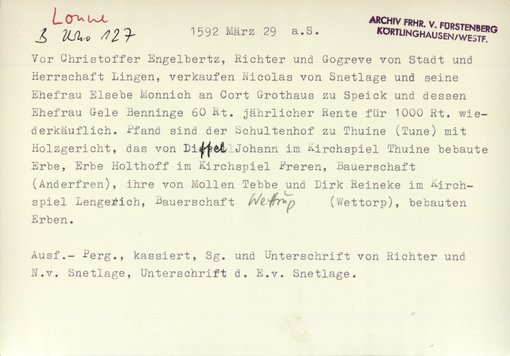 Lonne
B Uko 127
1592 März 29 a.S.
ARCHIV FRHR. V. FÜRSTENBERG
KÖRTLINGHAUSEN/WESTF.
Vor Christoffer Engelbertz, Richter und Gogreve von Stadt und
Herrschaft Lingen, verkaufen Nicolas von Snetlage und seine
Ehefrau Elsebe Monnich an Cort Grothaus zu Speick und dessen
Ehefrau Gele Benninge 60 Rt. jährlicher Rente für 1000 Rt. wie-
derkäuflich. Pfand sind der Schultenhof zu Thuine (Tune) mit
Holzgericht, das von Diffel Johann im Kirchspiel Thuine bebaute
Erbe, Erbe Holthoff im Kirchspiel Freren, Bauerschaft
(Anderfren), ihre von Mollen Tebbe und Dirk Reineke im Kirch-
spiel Lengerich, Bauerschaft Wettrup (Wettorp), bebauten
Erben.
Ausf.- Perg., kassiert, Sg. und Unterschrift von Richter und
N.v. Snetlage, Unterschrift d. E.v. Snetlage.